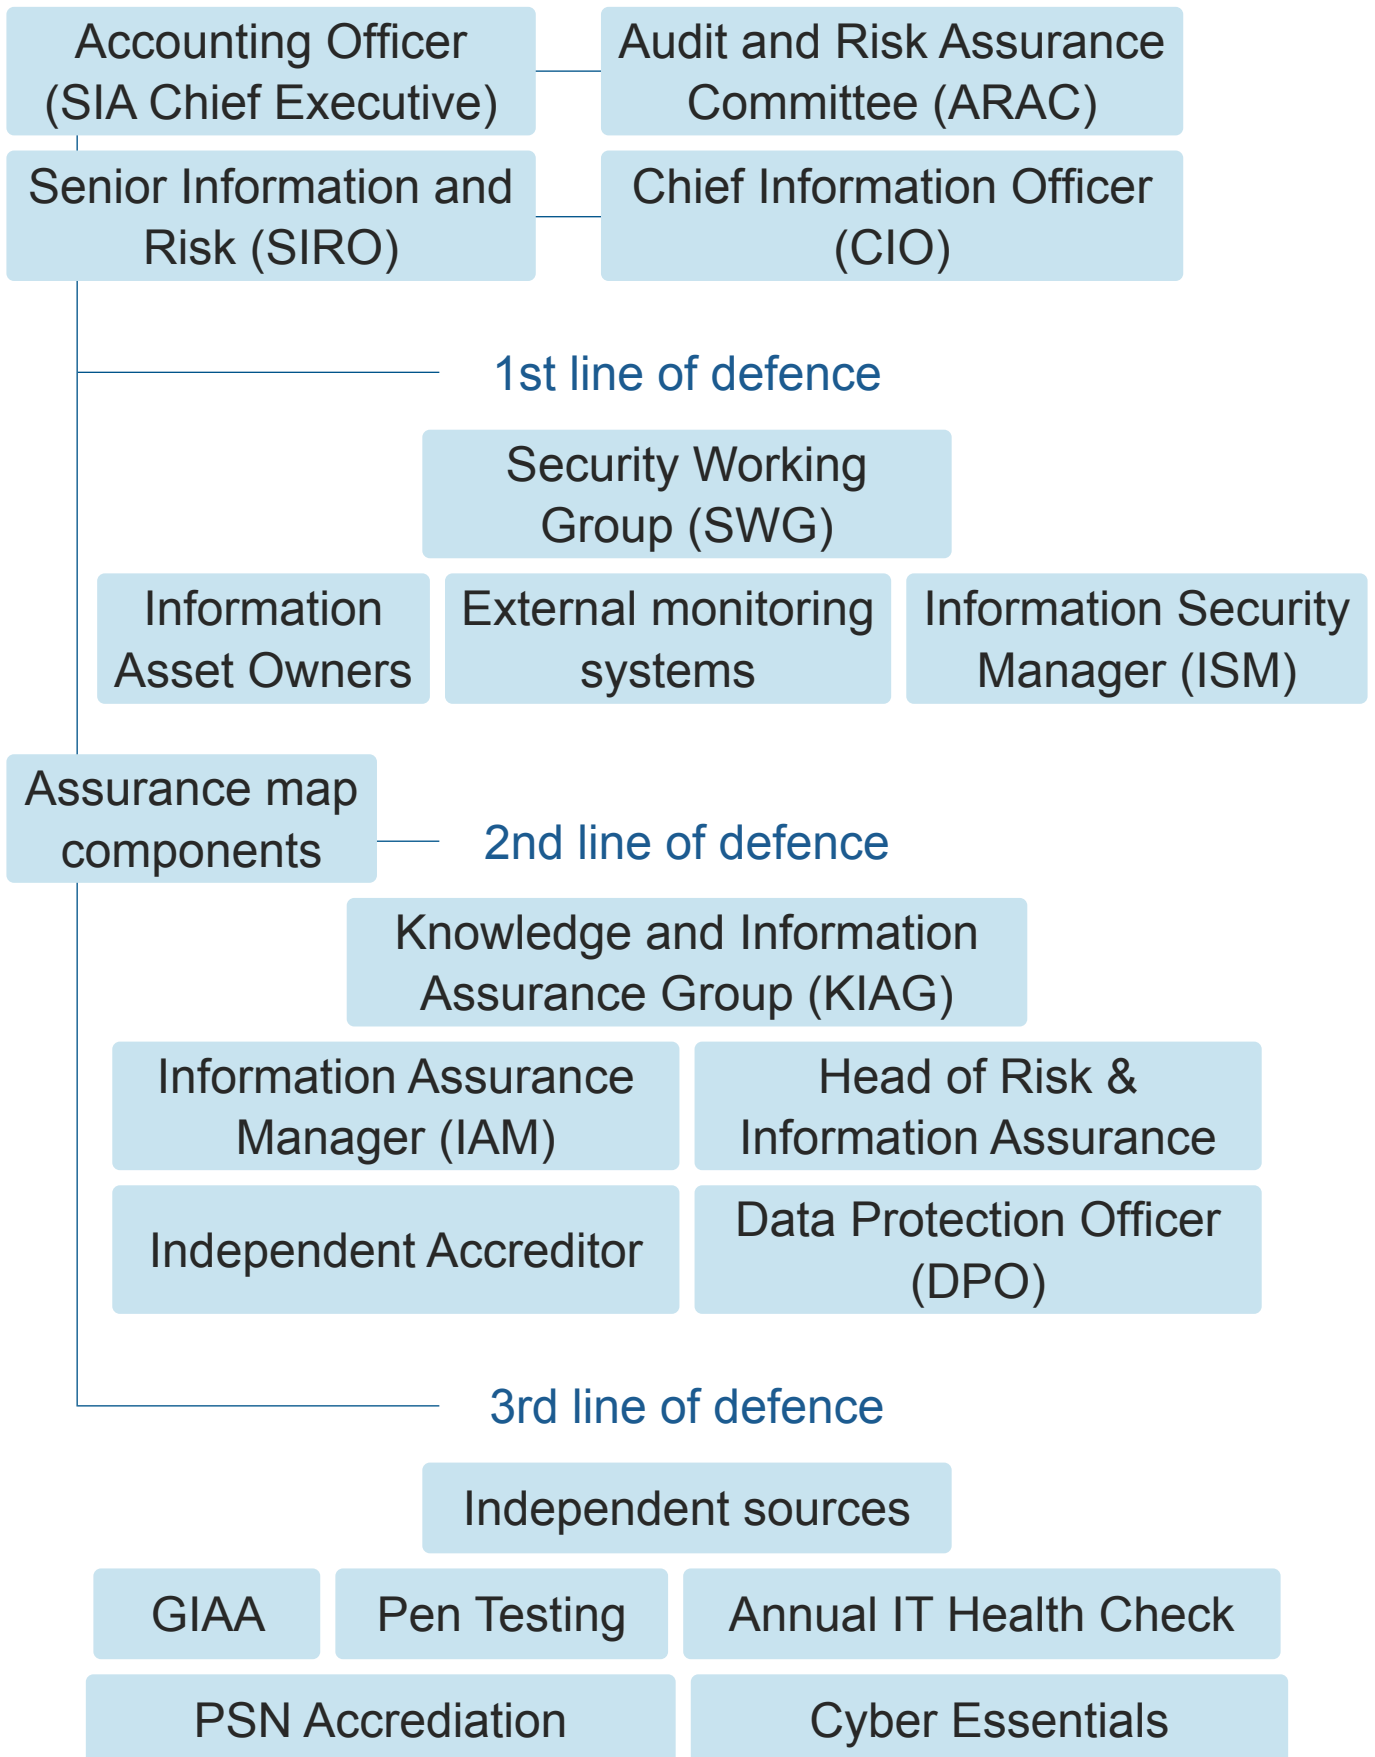 Accounting Officer
(SIA Chief Executive)
Audit and Risk Assurance
Committee (ARAC)
Senior Information and
Risk (SIRO)
Chief Information Officer
(CIO)
1st line of defence
Security Working
Group (SWG)
Information
Asset Owners
External monitoring
systems
Information Security
Manager (ISM)
Assurance map
components
2nd line of defence
Knowledge and Information
Assurance Group (KIAG)
Information Assurance
Manager (IAM)
Head of Risk &
Information Assurance
Independent Accreditor
Data Protection Officer
(DPO)
3rd line of defence
Independent sources
GIAA
Pen Testing
Annual IT Health Check
PSN Accrediation
Cyber Essentials